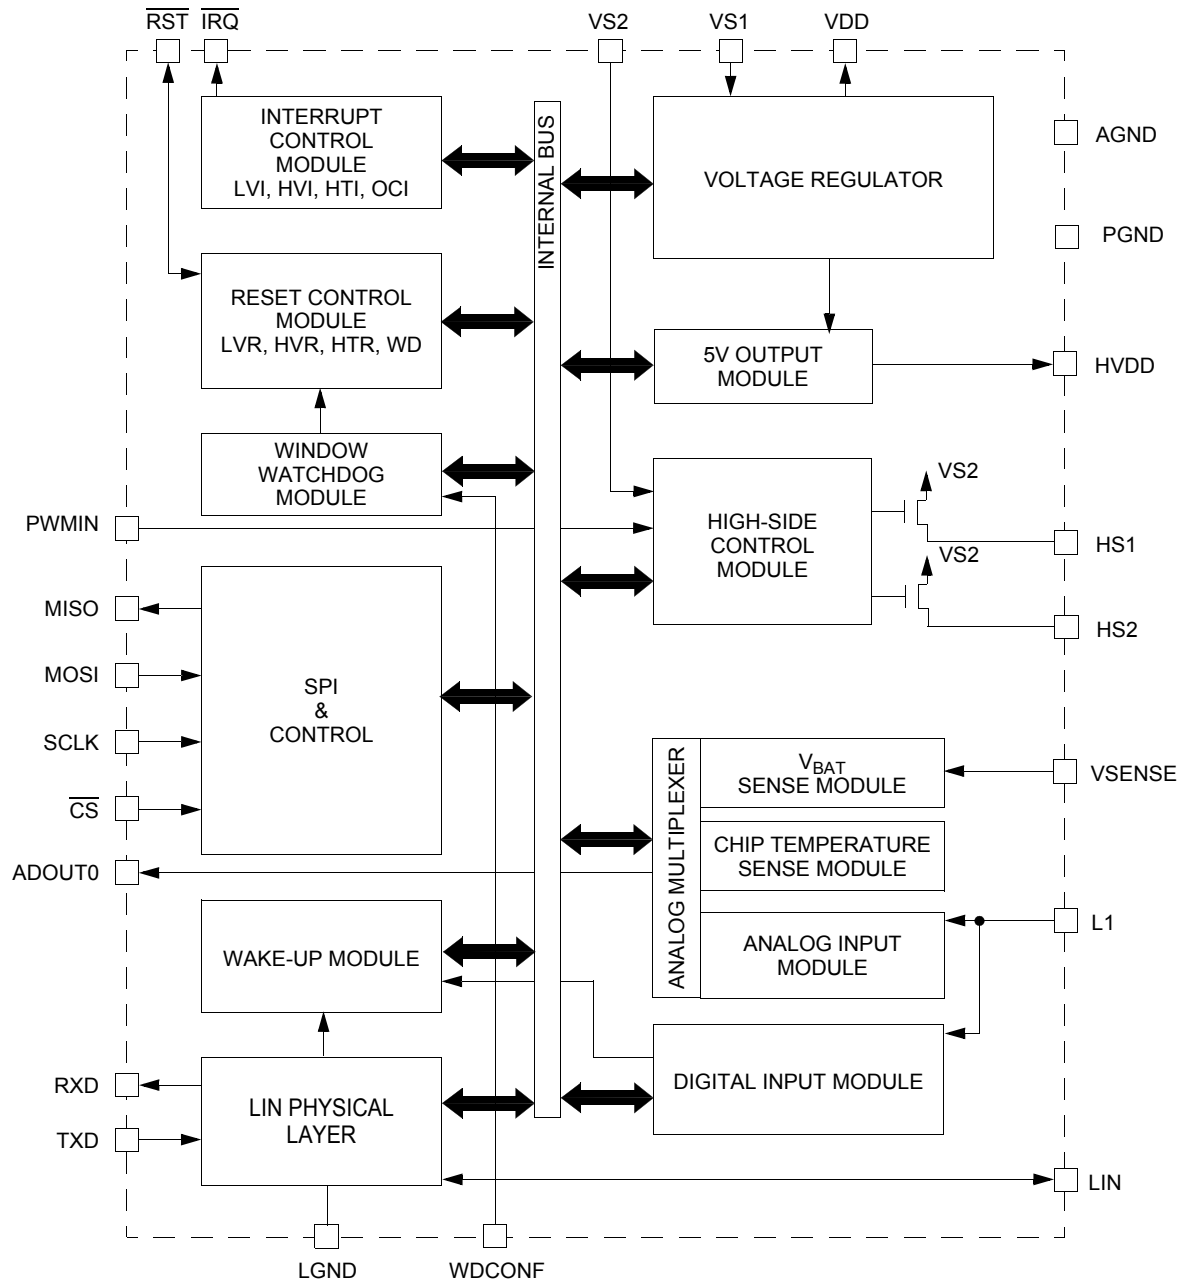 RST IRQ VS2 VS1 VDD
INTERRUPT
CONTROL
MODULE
LVI, HVI, HTI, OCI
INTERNAL BUS
VOLTAGE REGULATOR
AGND
PGND
RESET CONTROL
MODULE
LVR, HVR, HTR, WD
5V OUTPUT
MODULE
HVDD
WINDOW
WATCHDOG
MODULE
PWMIN
HIGH-SIDE
CONTROL
MODULE
VS2
HS1
VS2
HS2
MISO
MOSI
SCLK
CS
SPI
&
CONTROL
ANALOG MULTIPLEXER
VBAT
SENSE MODULE
VSENSE
CHIP TEMPERATURE
SENSE MODULE
ADOUT0
ANALOG INPUT
MODULE
L1
WAKE-UP MODULE
DIGITAL INPUT MODULE
RXD
TXD
LIN PHYSICAL
LAYER
LIN
LGND WDCONF